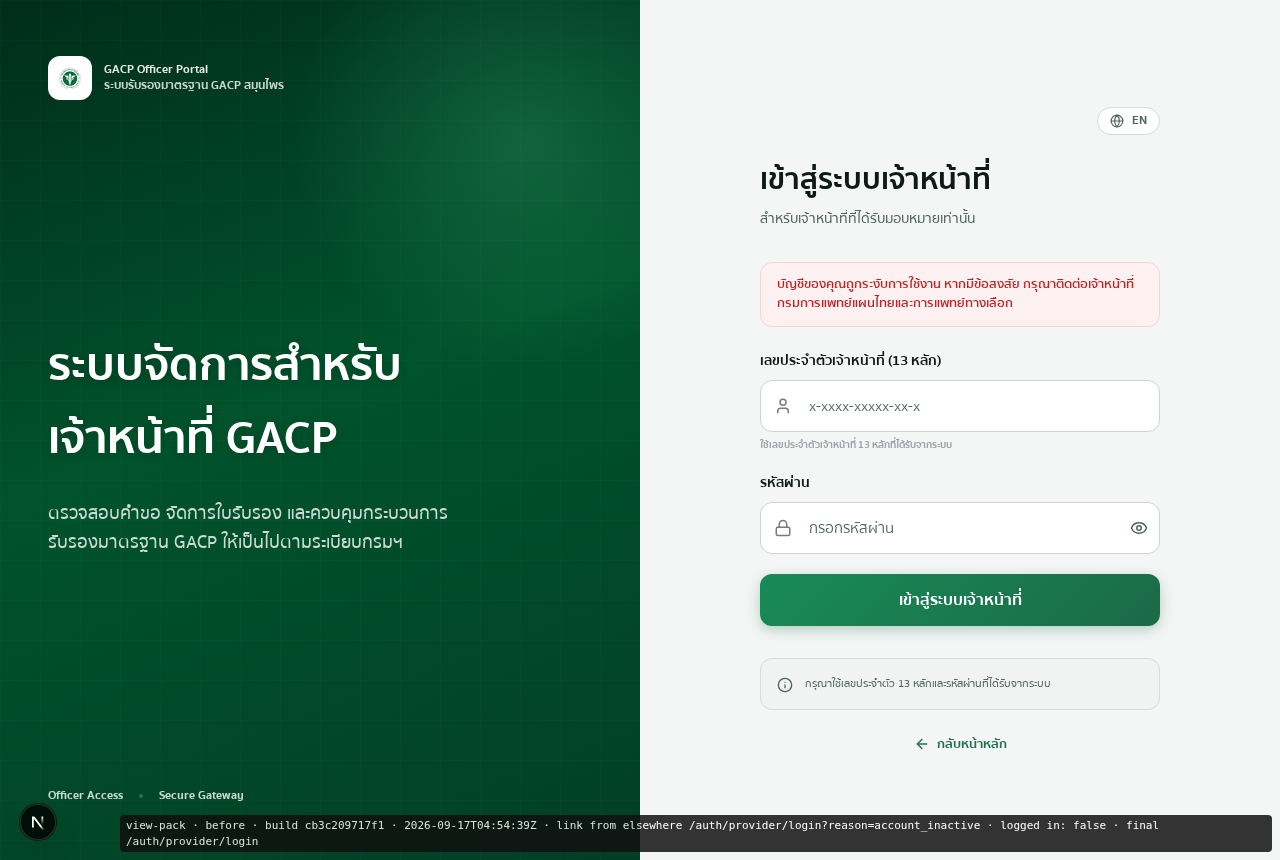 GACP Officer Portal
ระบบรับรองมาตรฐาน GACP สมุนไพร
ระบบจัดการสำหรับ
เจ้าหน้าที่ GACP
ตรวจสอบคำขอ จัดการใบรับรอง และควบคุมกระบวนการ
รับรองมาตรฐาน GACP ให้เป็นไปตามระเบียบกรมฯ
Officer Access
Secure Gateway
EN
เข้าสู่ระบบเจ้าหน้าที่
สำหรับเจ้าหน้าที่ที่ได้รับมอบหมายเท่านั้น
บัญชีของคุณถูกระงับการใช้งาน หากมีข้อสงสัย กรุณาติดต่อเจ้าหน้าที่
กรมการแพทย์แผนไทยและการแพทย์ทางเลือก
เลขประจำตัวเจ้าหน้าที่ (13 หลัก)
x-xxxx-xxxxx-xx-x
ใช้เลขประจำตัวเจ้าหน้าที่ 13 หลักที่ได้รับจากระบบ
รหัสผ่าน
กรอกรหัสผ่าน
เข้าสู่ระบบเจ้าหน้าที่
กรุณาใช้เลขประจำตัว 13 หลักและรหัสผ่านที่ได้รับจากระบบ
กลับหน้าหลัก
view-pack · before · build cb3c209717f1 · 2026-09-17T04:54:39Z · link from elsewhere /auth/provider/login?reason=account_inactive · logged in: false · final
/auth/provider/login